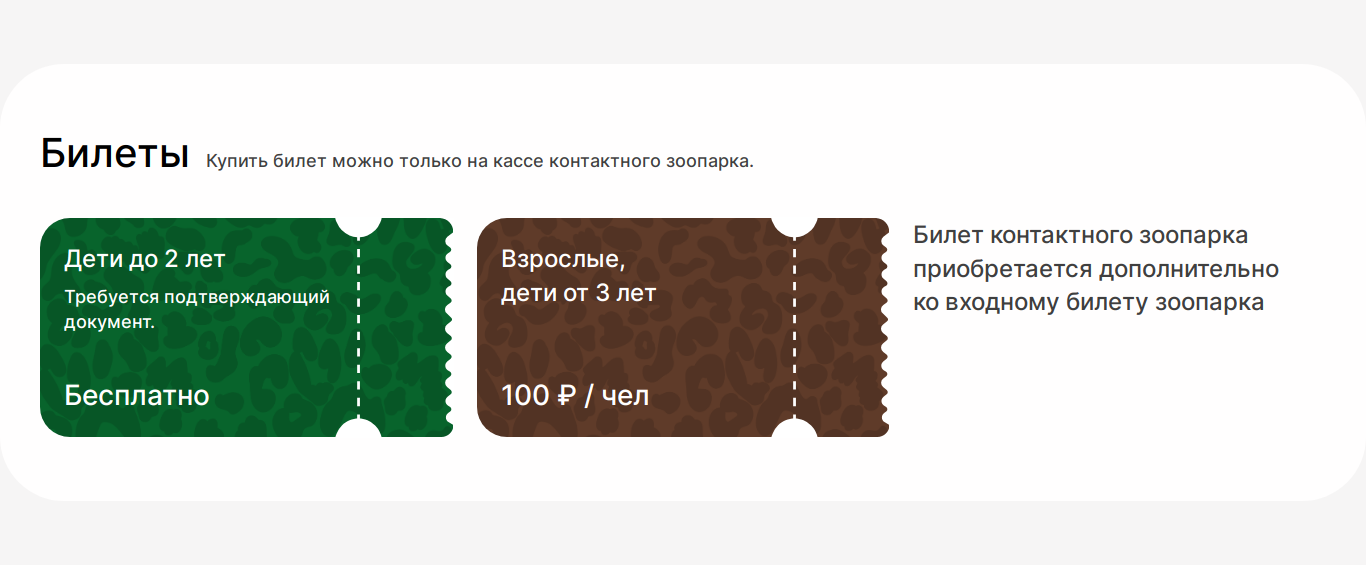 Билеты
Купить билет можно только на кассе контактного зоопарка.
Дети до 2 лет
Требуется подтверждающий
документ.
Бесплатно
Взрослые,
дети от 3 лет
100 ₽ / чел
Билет контактного зоопарка
приобретается дополнительно
ко входному билету зоопарка